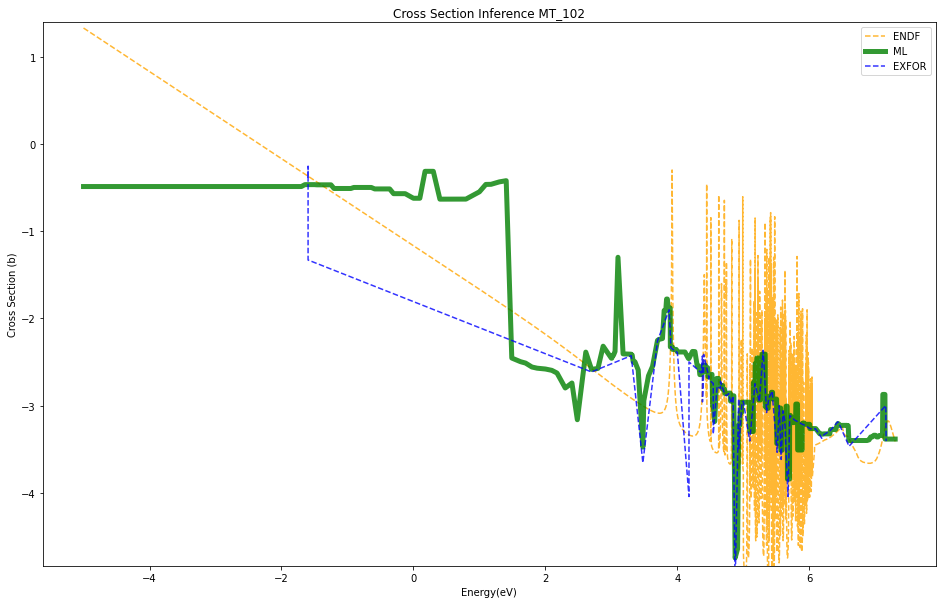 Cross Section Inference MT_102
ENDF
ML
EXFOR
Cross Section (b)
1
0
−1
−2
−3
−4
−4
−2
0
2
4
6
Energy(eV)